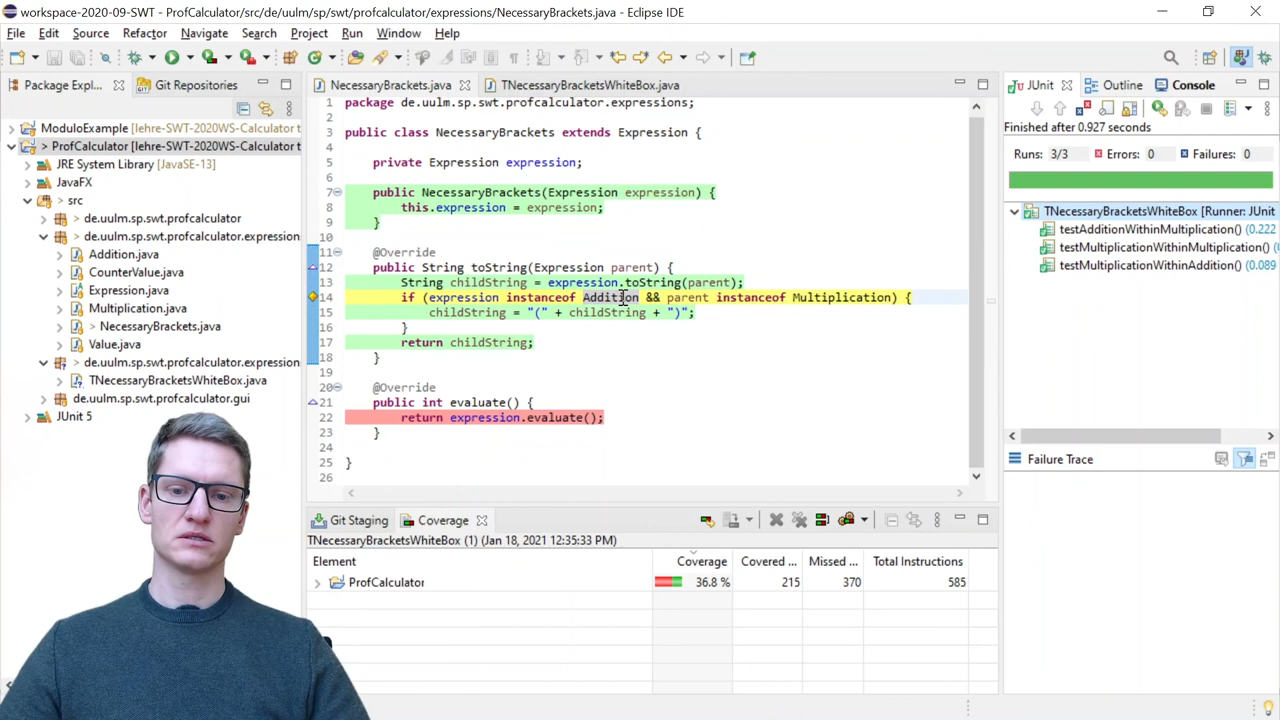 workspace-2020-09-SWT - ProfCalculator/src/de/uulm/sp/swt/profcalculator/expressions/NecessaryBrackets.java - Eclipse IDE
File Edit Source Refactor Navigate Search Project Run Window Help
Package Expl...
Git Repositories
ModuloExample [lehre-SWT-2020WS-Calculator t
> ProfCalculator [lehre-SWT-2020WS-Calculator t
JRE System Library [JavaSE-13]
JavaFX
> src
> de.uulm.sp.swt.profcalculator
> de.uulm.sp.swt.profcalculator.expression
Addition.java
CounterValue.java
Expression.java
Multiplication.java
> NecessaryBrackets.java
Value.java
> de.uulm.sp.swt.profcalculator.expression
TNecessaryBracketsWhiteBox.java
de.uulm.sp.swt.profcalculator.gui
JUnit 5
NecessaryBrackets.java
TNecessaryBracketsWhiteBox.java
1 package de.uulm.sp.swt.profcalculator.expressions;
2
3 public class NecessaryBrackets extends Expression {
4
5 private Expression expression;
6
7 public NecessaryBrackets(Expression expression) {
8 this.expression = expression;
9 }
10
11 @Override
12 public String toString(Expression parent) {
13 String childString = expression.toString(parent);
14 if (expression instanceof Addition && parent instanceof Multiplication) {
15 childString = "(" + childString + ")";
16 }
17 return childString;
18 }
19
20 @Override
21 public int evaluate() {
22 return expression.evaluate();
23 }
24
25 }
26
Git Staging
Coverage
TNecessaryBracketsWhiteBox (1) (Jan 18, 2021 12:35:33 PM)
Element Coverage Covered ... Missed ... Total Instructions
ProfCalculator 36.8 % 215 370 585
JUnit
Outline
Console
Finished after 0.927 seconds
Runs: 3/3 Errors: 0 Failures: 0
TNecessaryBracketsWhiteBox [Runner: JUnit
testAdditionWithinMultiplication() (0.222
testMultiplicationWithinMultiplication()
testMultiplicationWithinAddition() (0.089
Failure Trace